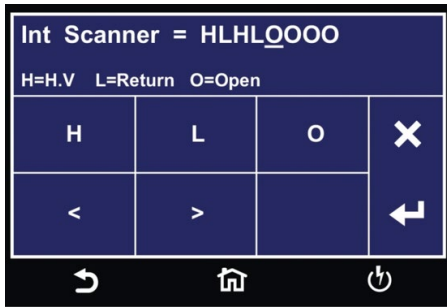 Int Scanner = HLHLOOOO
H=H.V L=Return O=Open
H L O
< >